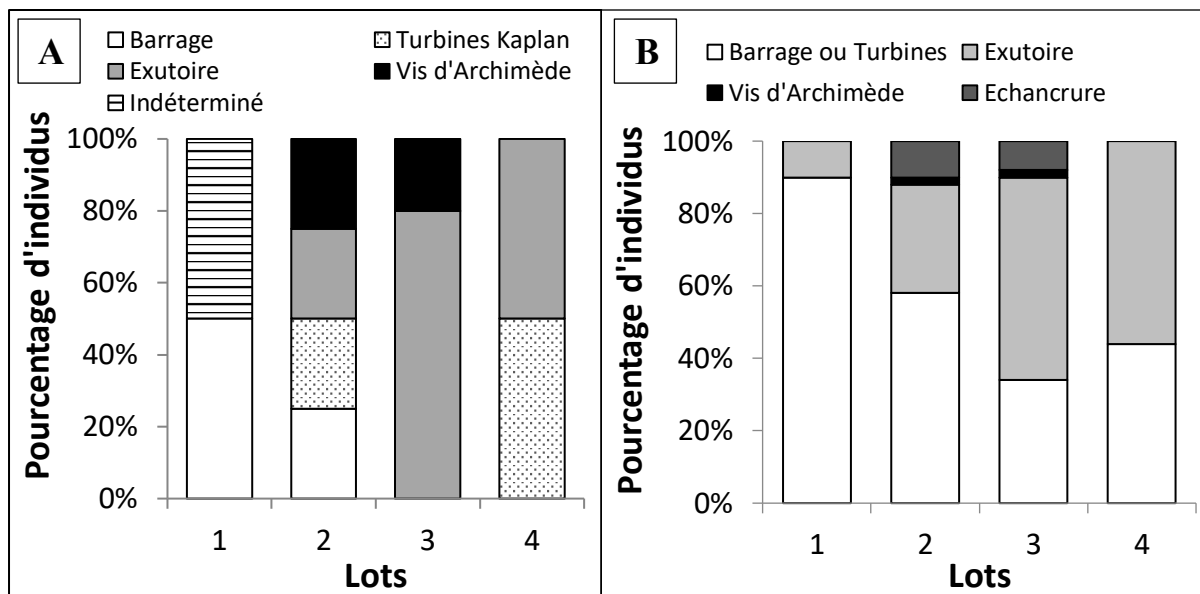 A
Barrage
Turbines Kaplan
Exutoire
Vis d'Archimède
Indéterminé
Pourcentage d'individus
100%
80%
60%
40%
20%
0%
1 2 3 4
Lots
B
Barrage ou Turbines
Exutoire
Vis d'Archimède
Echancrure
Pourcentage d'individus
100%
80%
60%
40%
20%
0%
1 2 3 4
Lots